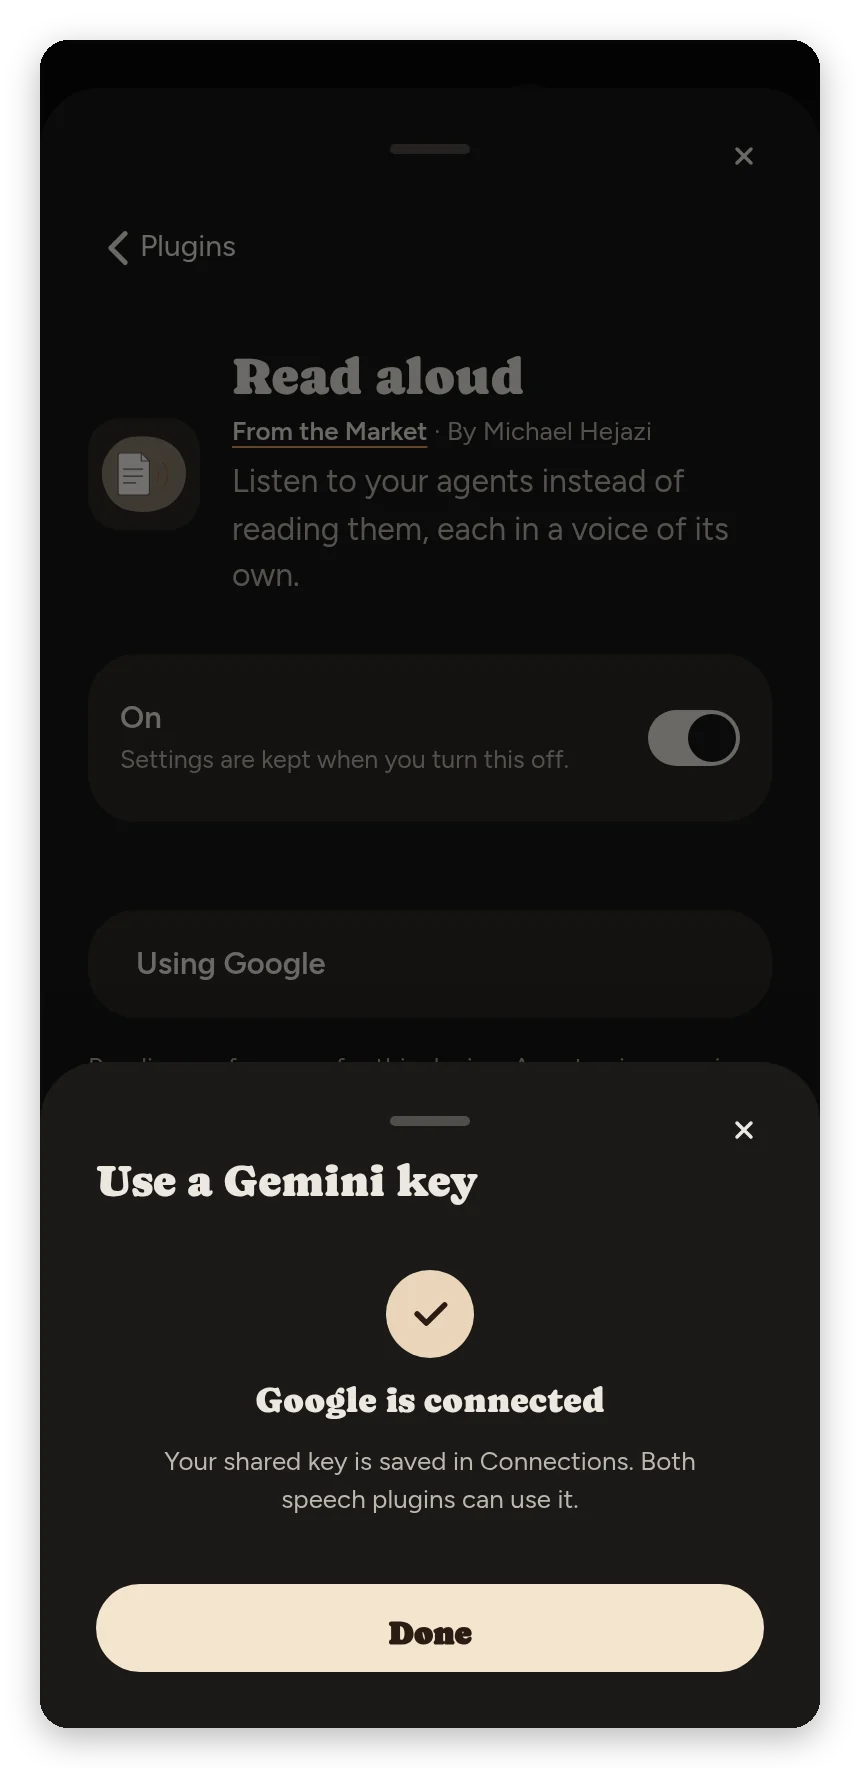 Plugins
Read aloud
From the Market · By Michael Hejazi
Listen to your agents instead of
reading them, each in a voice of its
own.
On
Settings are kept when you turn this off.
Using Google
Use a Gemini key
Google is connected
Your shared key is saved in Connections. Both
speech plugins can use it.
Done